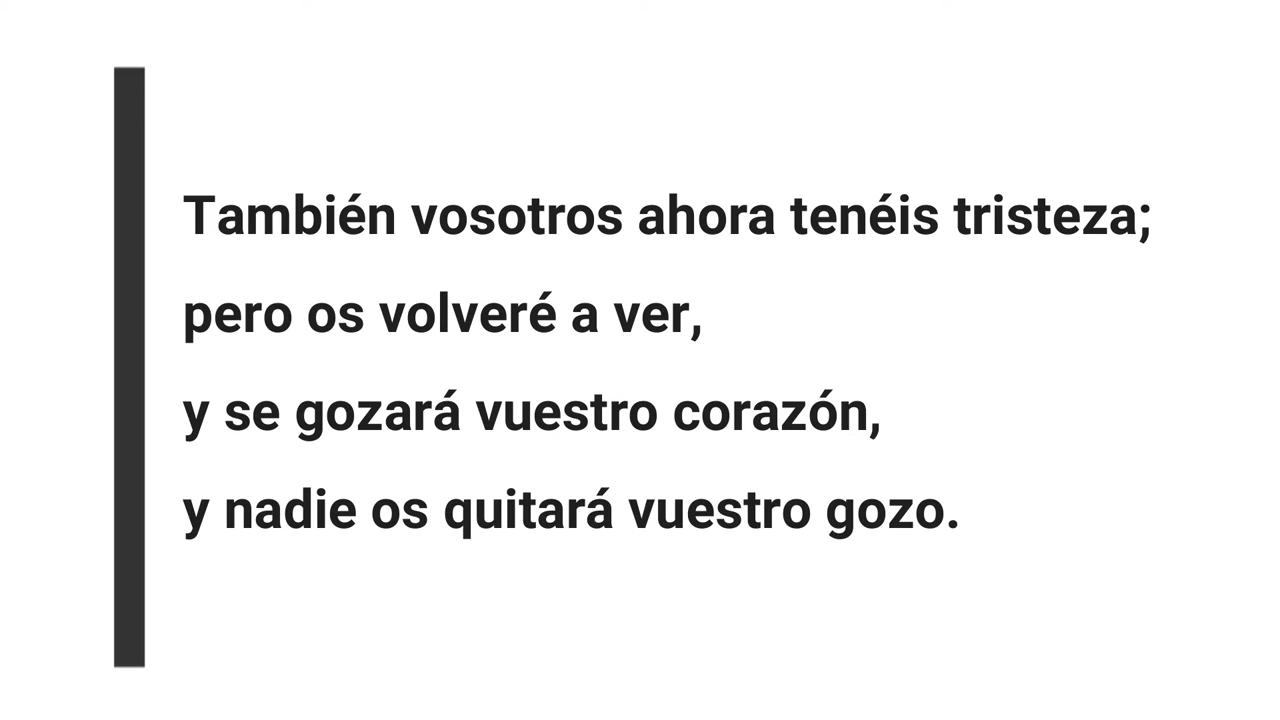 También vosotros ahora tenéis tristeza;
pero os volveré a ver,
y se gozará vuestro corazón,
y nadie os quitará vuestro gozo.